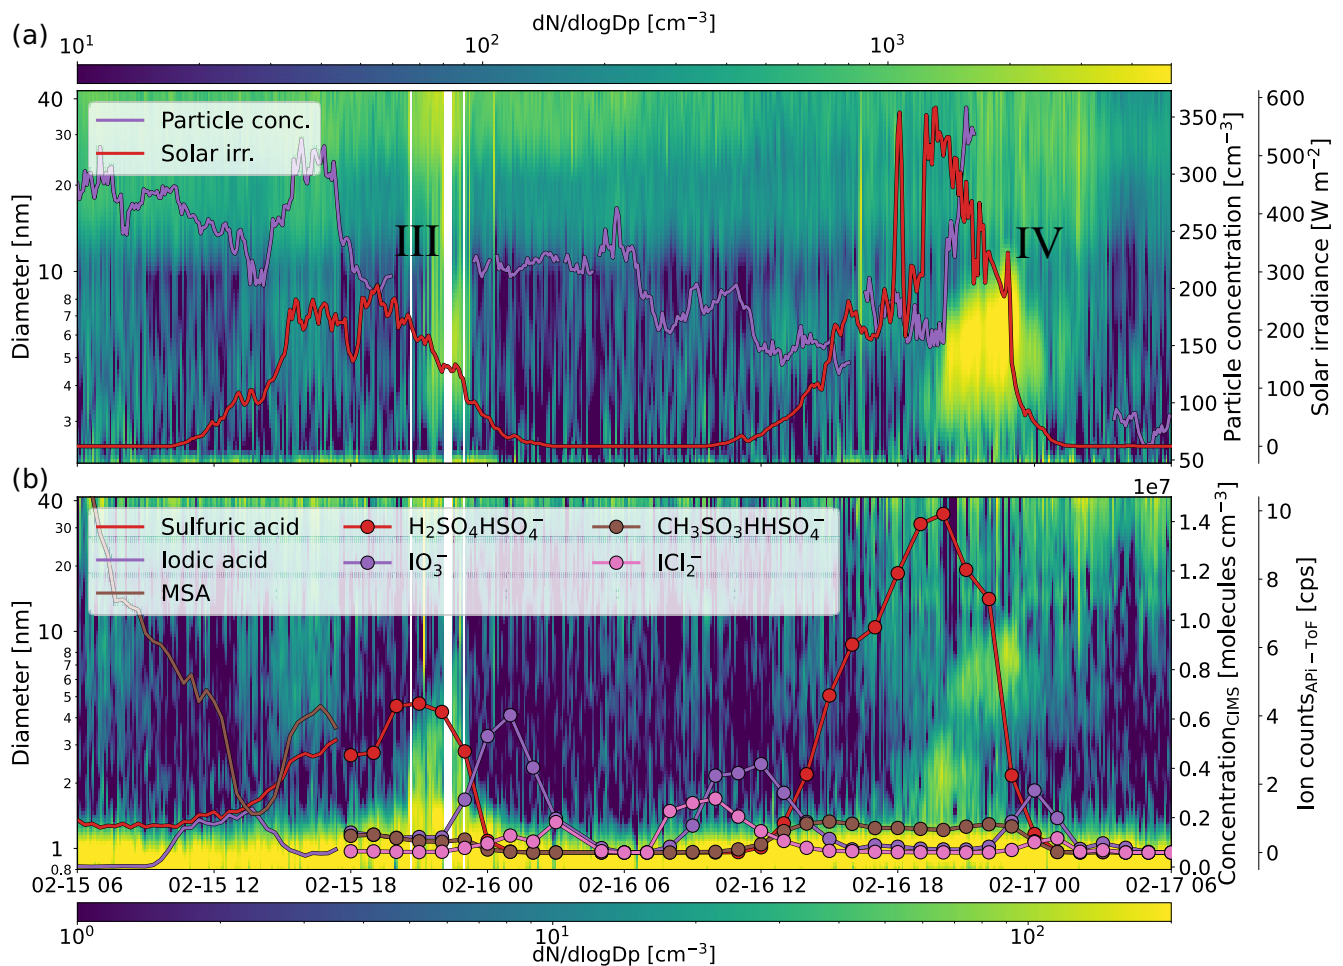 (a)
dN/dlogDp [cm⁻³]
10¹ 10² 10³
40 30 20 10 8 7 6 5 4 3
Diameter [nm]
Particle conc.
Solar irr.
III
IV
350 300 250 200 150 100 50
Particle concentration [cm⁻³]
600 500 400 300 200 100 0
Solar irradiance [W m⁻²]
(b)
1e7
40 30 20 10 8 7 6 5 4 3 2 1 0.8
Diameter [nm]
Sulfuric acid
Iodic acid
MSA
H₂SO₄HSO₄⁻
IO₃⁻
CH₃SO₃HHSO₄⁻
ICl₂⁻
1.4 1.2 1.0 0.8 0.6 0.4 0.2 0.0
Concentration_CIMS [molecules cm⁻³]
10 8 6 4 2 0
Ion counts_APi−ToF [cps]
02-15 06 02-15 12 02-15 18 02-16 00 02-16 06 02-16 12 02-16 18 02-17 00 02-17 06
10⁰ 10¹ 10²
dN/dlogDp [cm⁻³]